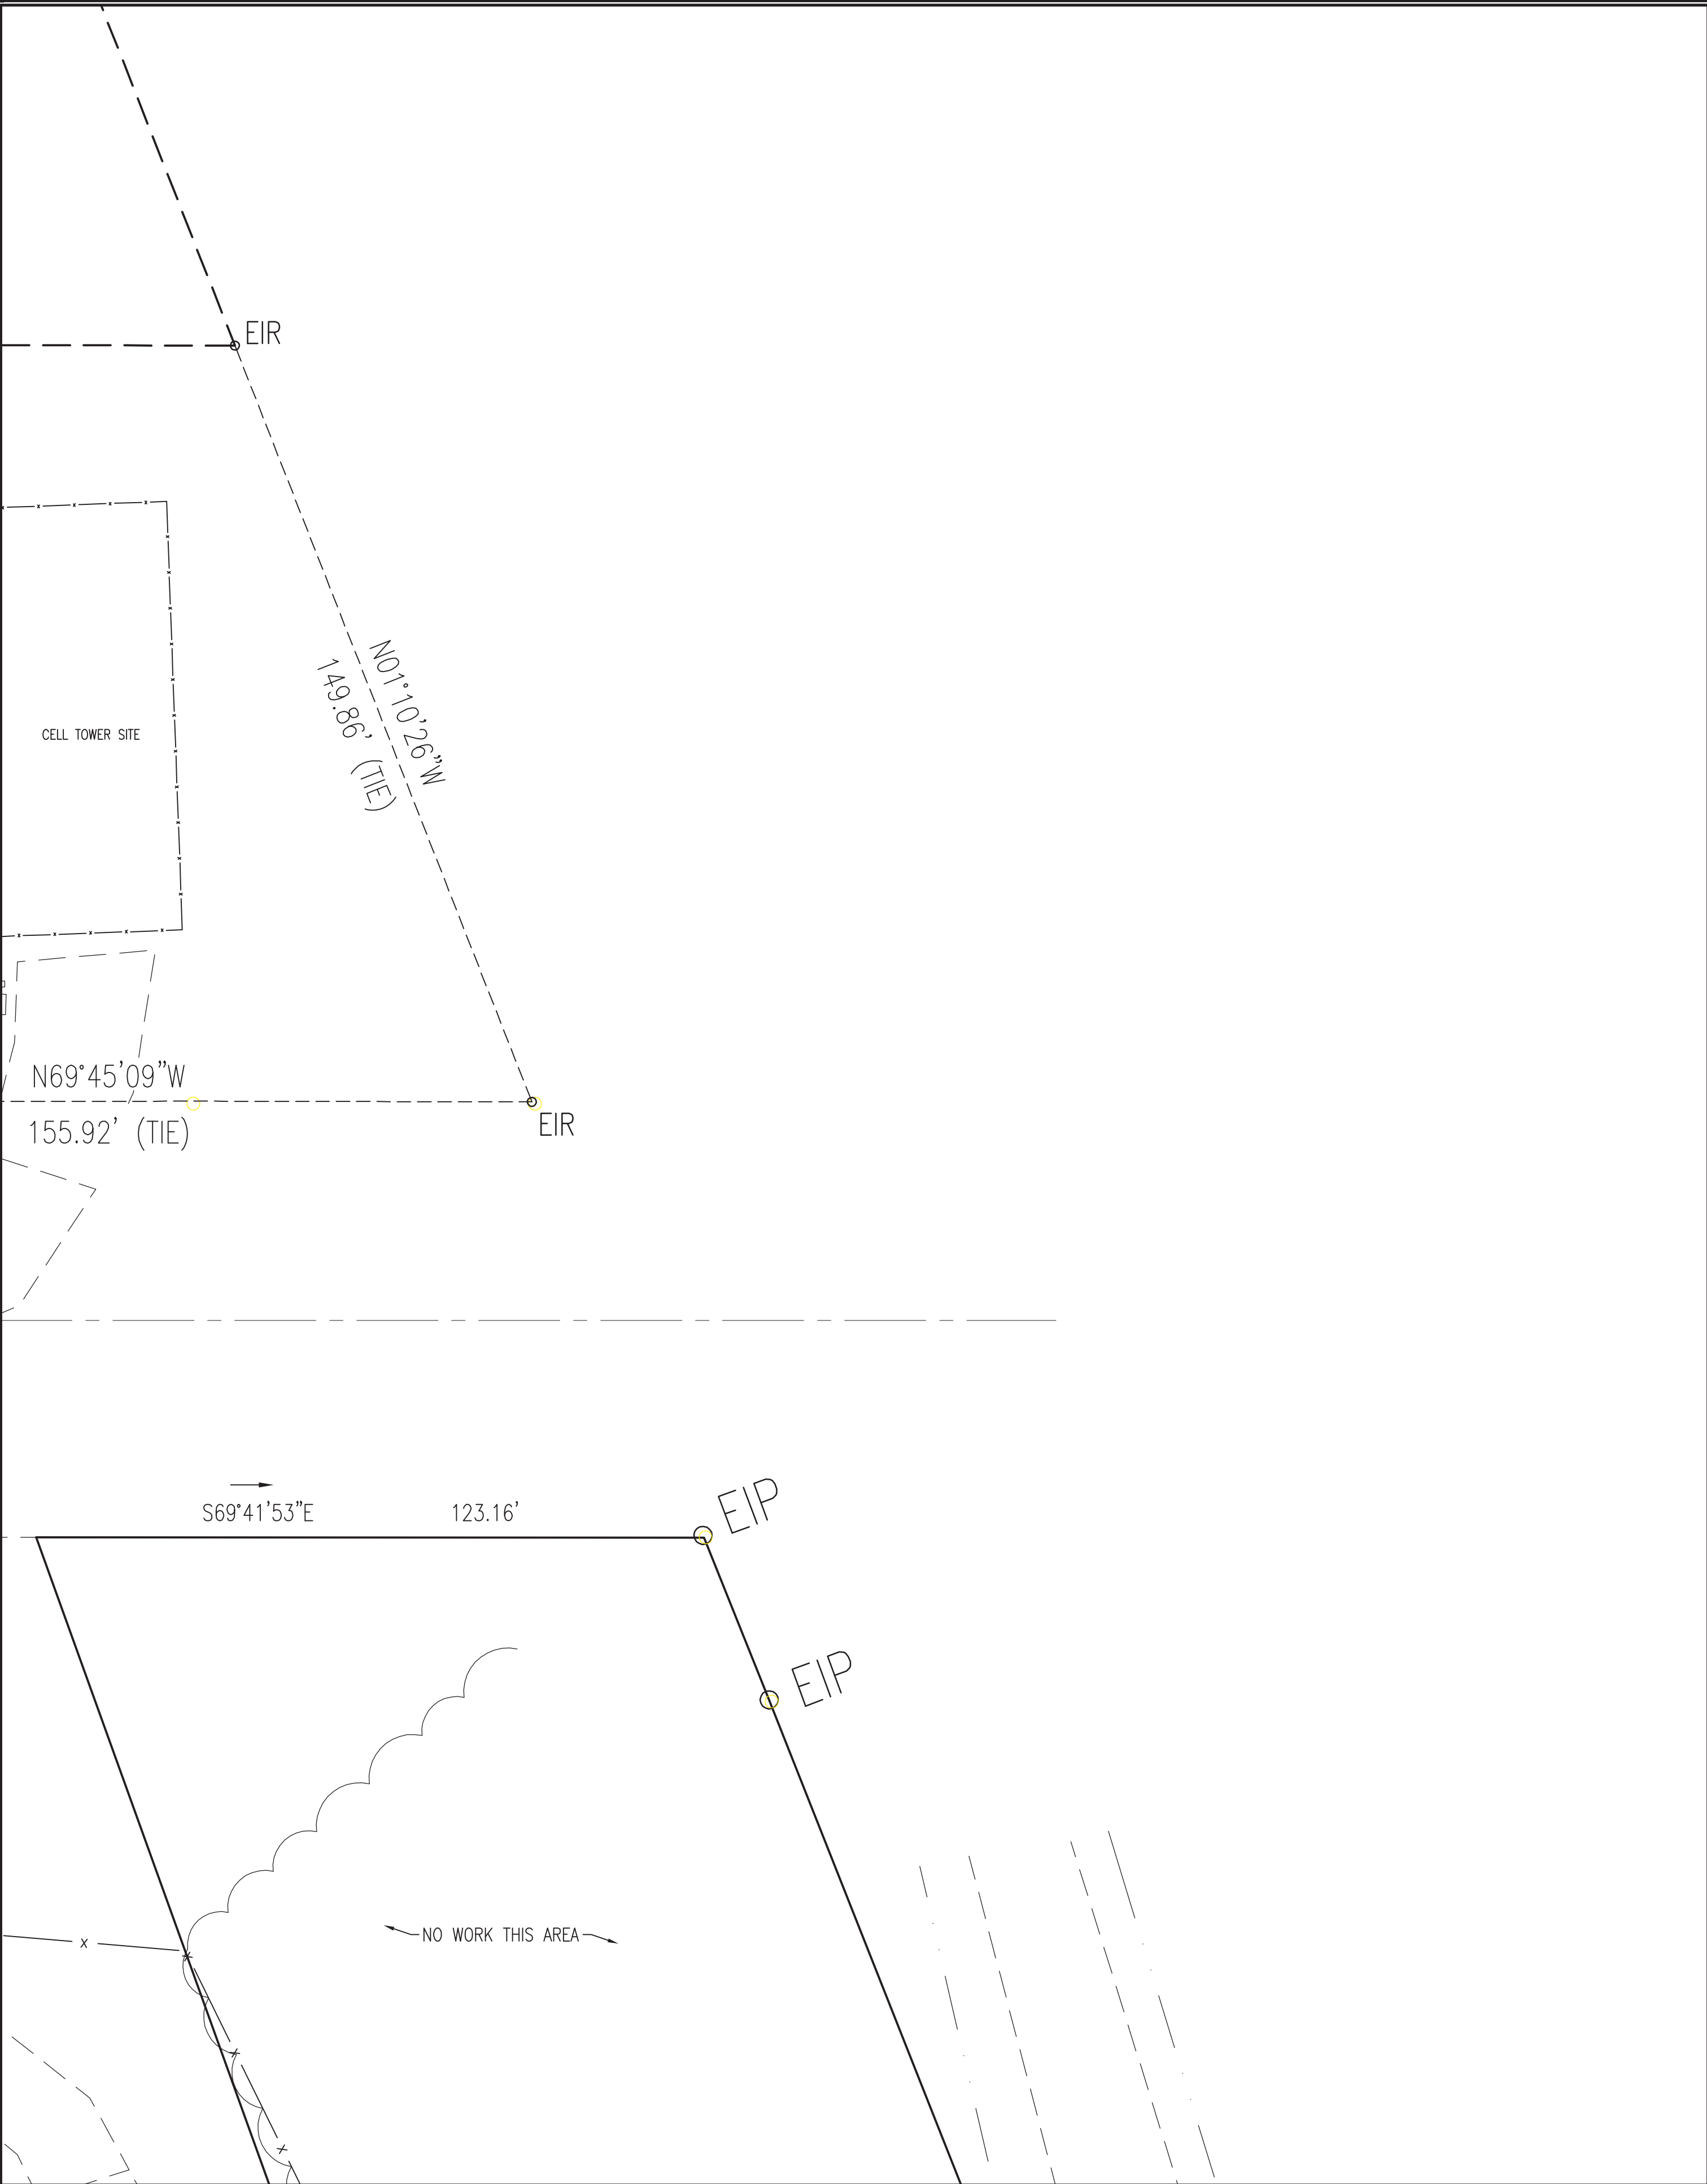 EIR
N01°10'26"W
149.86' (TIE)
CELL TOWER SITE
N69°45'09"W
155.92' (TIE)
EIR
S69°41'53"E 123.16'
EIP
EIP
NO WORK THIS AREA